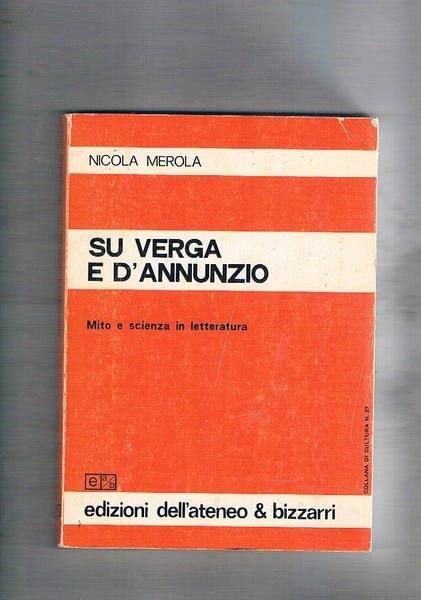 NICOLA MEROLA
SU VERGA
E D'ANNUNZIO
Mito e scienza in letteratura
COLLANA DI CULTURA N. 27
e a/b
edizioni dell'ateneo & bizzarri